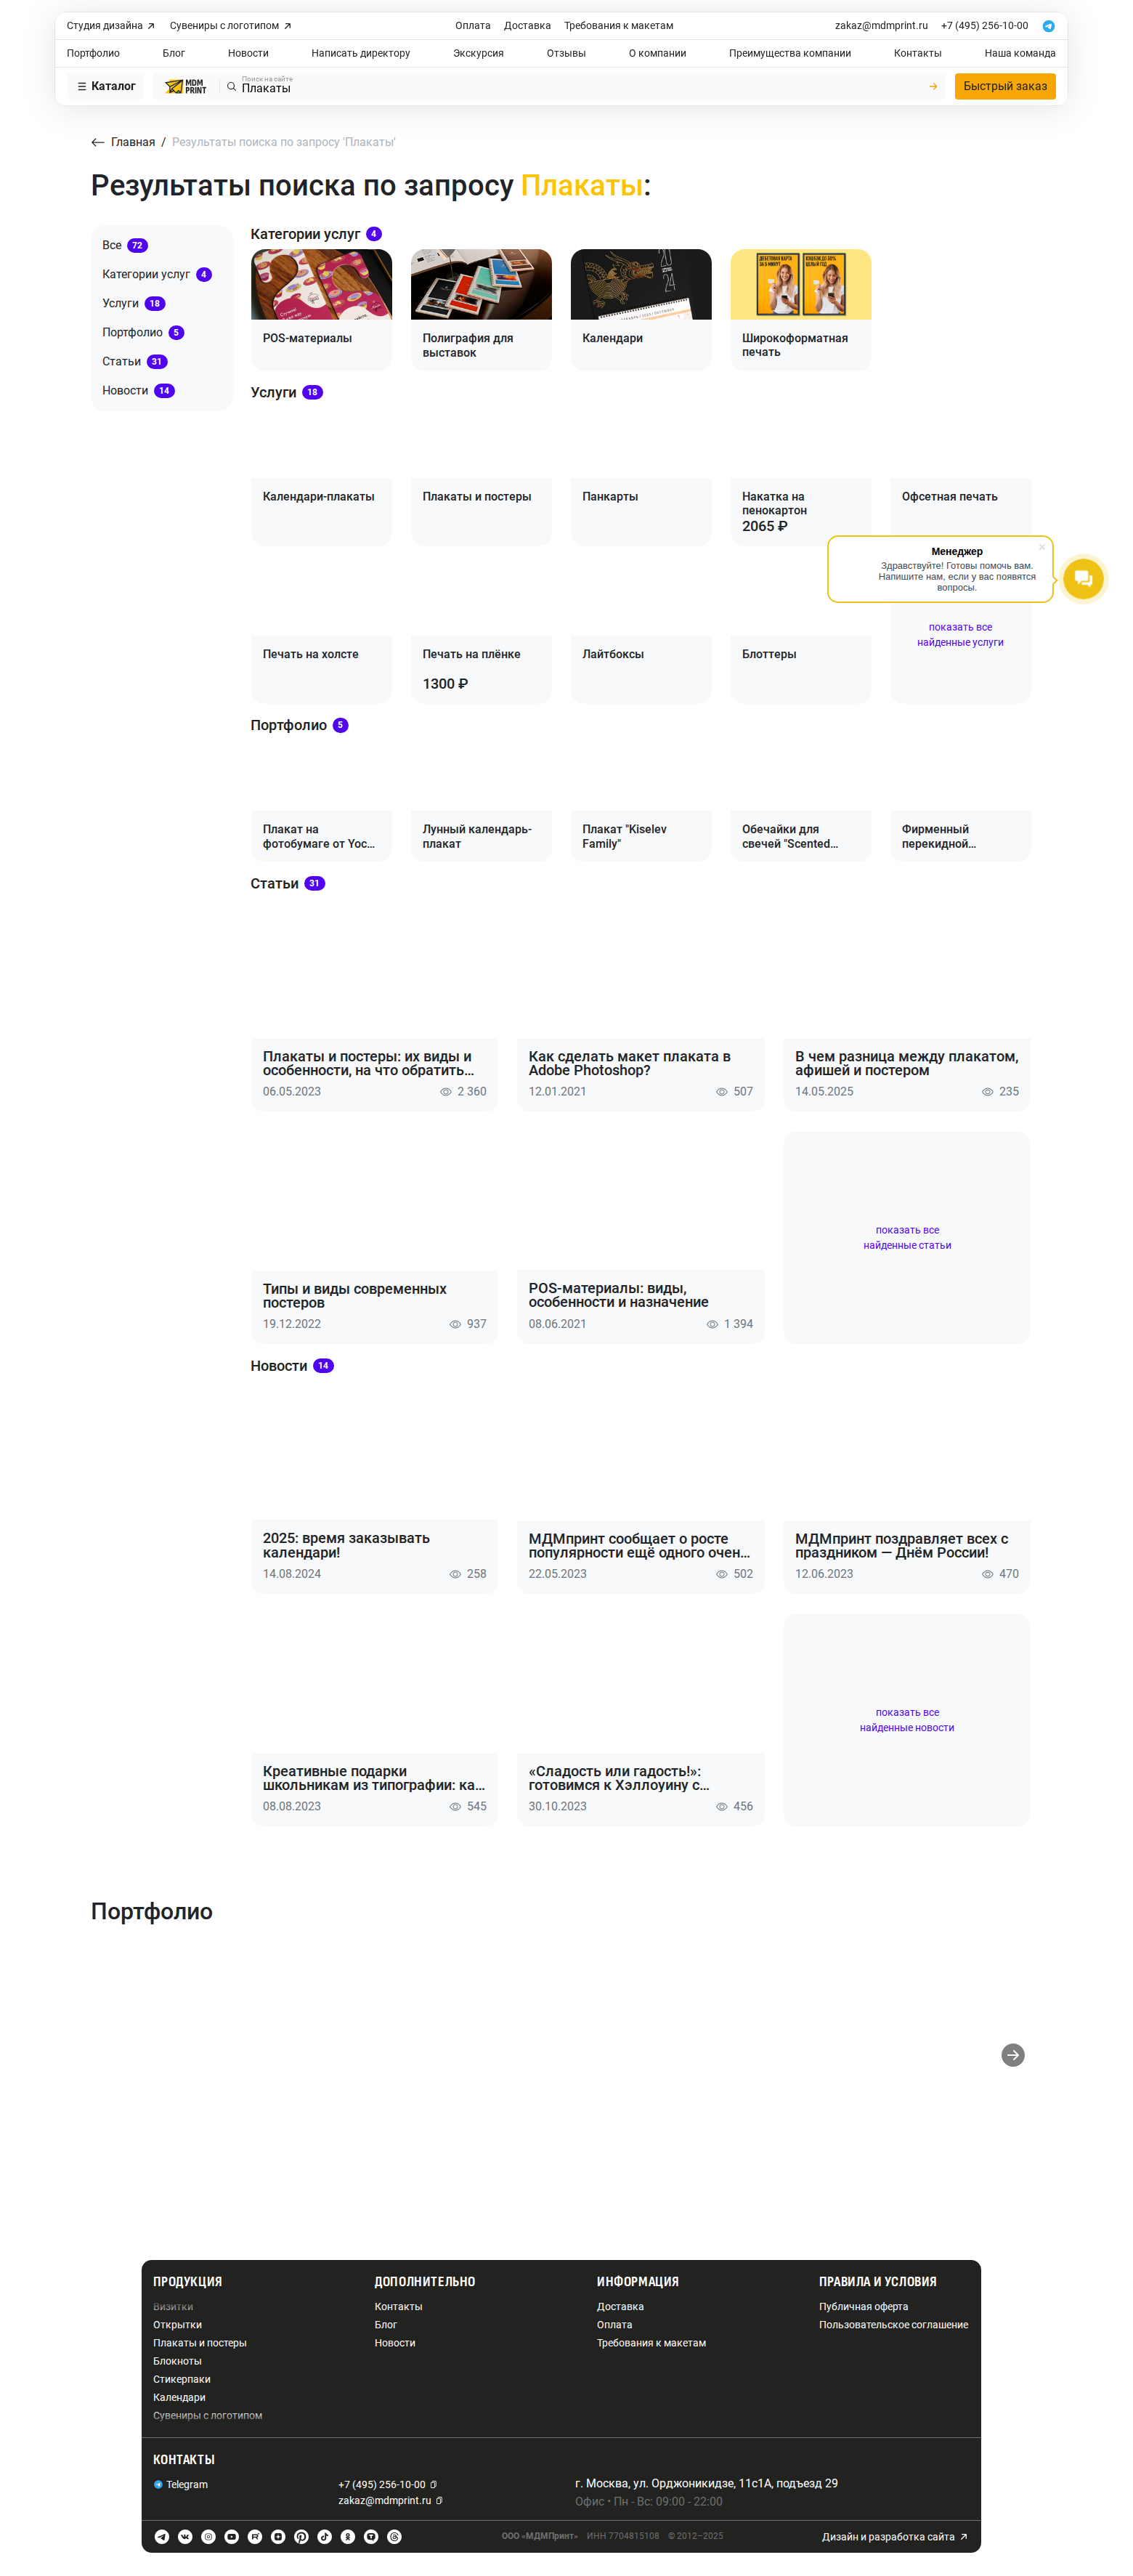 Студия дизайна
Сувениры с логотипом
Оплата
Доставка
Требования к макетам
zakaz@mdmprint.ru
+7 (495) 256-10-00
Портфолио
Блог
Новости
Написать директору
Экскурсия
Отзывы
О компании
Преимущества компании
Контакты
Наша команда
Каталог
MDM
PRINT
Поиск на сайте
Плакаты
Быстрый заказ
Главная / Результаты поиска по запросу 'Плакаты'
Результаты поиска по запросу Плакаты:
Все 72
Категории услуг 4
Услуги 18
Портфолио 5
Статьи 31
Новости 14
Категории услуг 4
POS-материалы
Полиграфия для
выставок
Календари
Широкоформатная
печать
Услуги 18
Календари-плакаты
Плакаты и постеры
Панкарты
Накатка на
пенокартон
2065 ₽
Офсетная печать
Менеджер
Здравствуйте! Готовы помочь вам.
Напишите нам, если у вас появятся
вопросы.
Печать на холсте
Печать на плёнке
1300 ₽
Лайтбоксы
Блоттеры
показать все
найденные услуги
Портфолио 5
Плакат на
фотобумаге от Yoc...
Лунный календарь-
плакат
Плакат "Kiselev
Family"
Обечайки для
свечей "Scented...
Фирменный
перекидной...
Статьи 31
Плакаты и постеры: их виды и
особенности, на что обратить...
06.05.2023
2 360
Как сделать макет плаката в
Adobe Photoshop?
12.01.2021
507
В чем разница между плакатом,
афишей и постером
14.05.2025
235
Типы и виды современных
постеров
19.12.2022
937
POS-материалы: виды,
особенности и назначение
08.06.2021
1 394
показать все
найденные статьи
Новости 14
2025: время заказывать
календари!
14.08.2024
258
МДМпринт сообщает о росте
популярности ещё одного очен...
22.05.2023
502
МДМпринт поздравляет всех с
праздником — Днём России!
12.06.2023
470
Креативные подарки
школьникам из типографии: ка...
08.08.2023
545
«Сладость или гадость!»:
готовимся к Хэллоуину с...
30.10.2023
456
показать все
найденные новости
Портфолио
ПРОДУКЦИЯ
Визитки
Открытки
Плакаты и постеры
Блокноты
Стикерпаки
Календари
Сувениры с логотипом
ДОПОЛНИТЕЛЬНО
Контакты
Блог
Новости
ИНФОРМАЦИЯ
Доставка
Оплата
Требования к макетам
ПРАВИЛА И УСЛОВИЯ
Публичная оферта
Пользовательское соглашение
КОНТАКТЫ
Telegram
+7 (495) 256-10-00
zakaz@mdmprint.ru
г. Москва, ул. Орджоникидзе, 11с1А, подъезд 29
Офис • Пн - Вс: 09:00 - 22:00
ООО «МДМПринт» ИНН 7704815108 © 2012–2025
Дизайн и разработка сайта